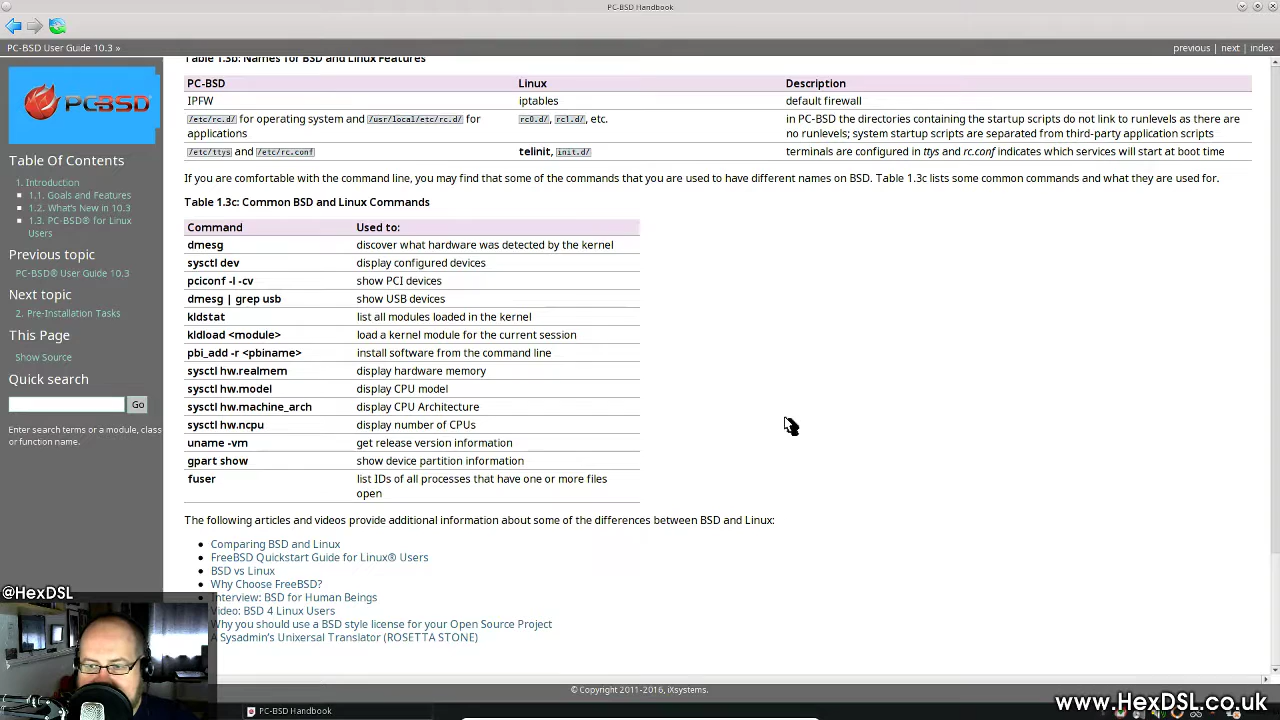 PC-BSD Handbook
PC-BSD User Guide 10.3 »
previous | next | index
PCBSD
Table Of Contents
1. Introduction
1.1. Goals and Features
1.2. What's New in 10.3
1.3. PC-BSD® for Linux
Users
Previous topic
PC-BSD® User Guide 10.3
Next topic
2. Pre-Installation Tasks
This Page
Show Source
Quick search
Go
Enter search terms or a module, class
or function name.
Table 1.3b: Names for BSD and Linux Features
PC-BSD Linux Description
IPFW iptables default firewall
/etc/rc.d/ for operating system and /usr/local/etc/rc.d/ for rc0.d/, rc1.d/, etc. in PC-BSD the directories containing the startup scripts do not link to runlevels as there are
applications no runlevels; system startup scripts are separated from third-party application scripts
/etc/ttys and /etc/rc.conf telinit, init.d/ terminals are configured in ttys and rc.conf indicates which services will start at boot time
If you are comfortable with the command line, you may find that some of the commands that you are used to have different names on BSD. Table 1.3c lists some common commands and what they are used for.
Table 1.3c: Common BSD and Linux Commands
Command Used to:
dmesg discover what hardware was detected by the kernel
sysctl dev display configured devices
pciconf -l -cv show PCI devices
dmesg | grep usb show USB devices
kldstat list all modules loaded in the kernel
kldload <module> load a kernel module for the current session
pbi_add -r <pbiname> install software from the command line
sysctl hw.realmem display hardware memory
sysctl hw.model display CPU model
sysctl hw.machine_arch display CPU Architecture
sysctl hw.ncpu display number of CPUs
uname -vm get release version information
gpart show show device partition information
fuser list IDs of all processes that have one or more files
open
The following articles and videos provide additional information about some of the differences between BSD and Linux:
Comparing BSD and Linux
FreeBSD Quickstart Guide for Linux® Users
BSD vs Linux
Why Choose FreeBSD?
Interview: BSD for Human Beings
Video: BSD 4 Linux Users
Why you should use a BSD style license for your Open Source Project
A Sysadmin's Unixersal Translator (ROSETTA STONE)
@HexDSL
© Copyright 2011-2016, iXsystems.
www.HexDSL.co.uk
PC-BSD Handbook